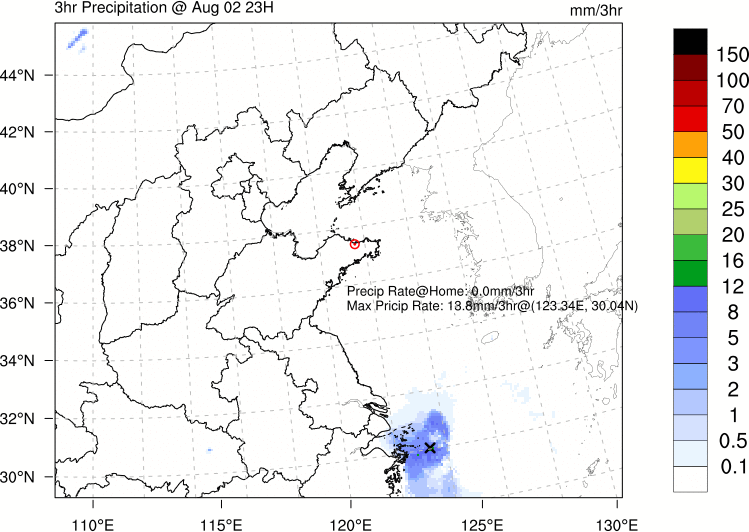 3hr Precipitation @ Aug 02 23H
mm/3hr
44°N
42°N
40°N
38°N
36°N
34°N
32°N
30°N
Precip Rate@Home: 0.0mm/3hr
Max Pricip Rate: 13.8mm/3hr@(123.34E, 30.04N)
110°E
115°E
120°E
125°E
130°E
150
100
70
50
40
30
25
20
16
12
8
5
3
2
1
0.5
0.1